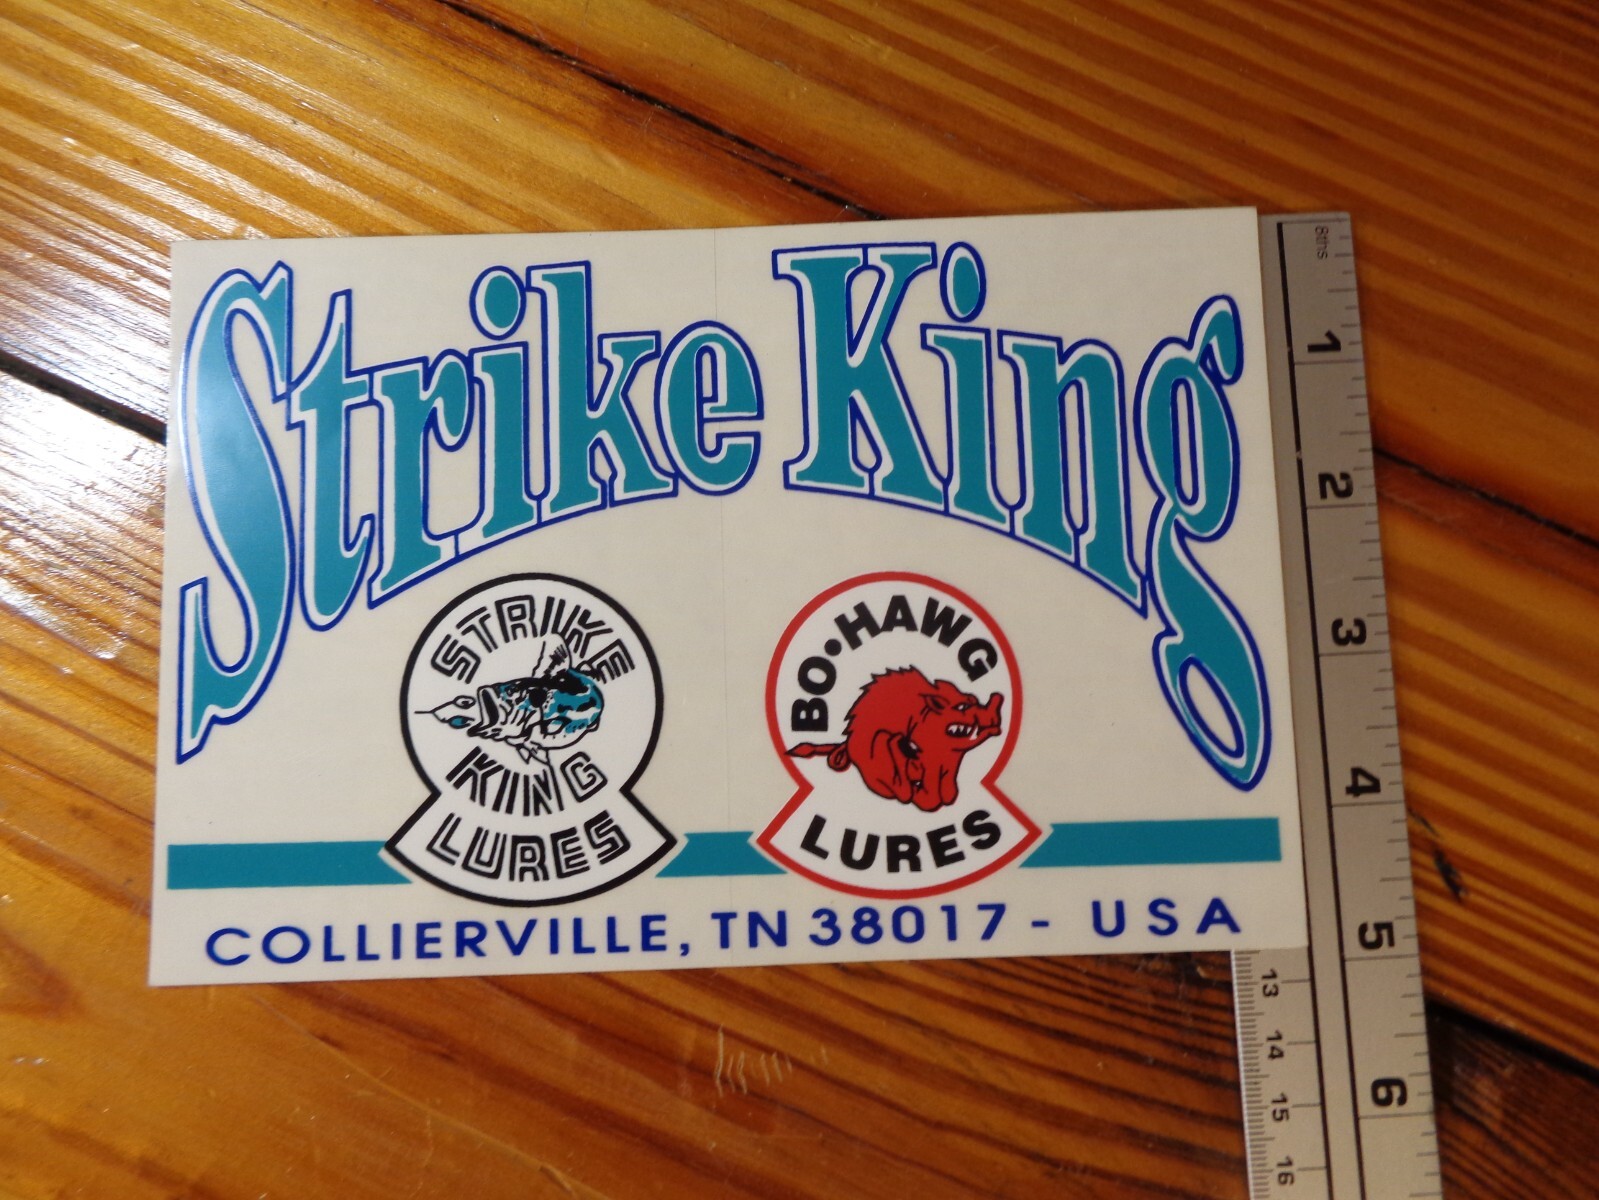 Strike King
STRIKE
KING
LURES
BO•HAWG
LURES
COLLIERVILLE, TN 38017 - USA
8ths
1
2
3
4
5
6
13
14
15
16